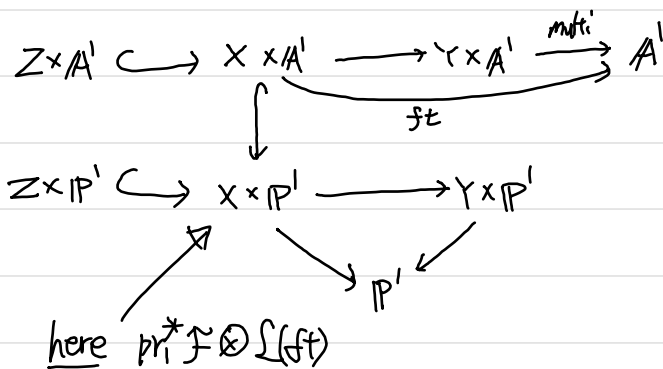 Z×𝔸¹ ↪ X×𝔸¹ → Y×𝔸¹ →^{multi} 𝔸¹
ft
Z×ℙ¹ ↪ X×ℙ¹ → Y×ℙ¹
ℙ¹
here pr₁*ℱ⊗ℒ(ft)